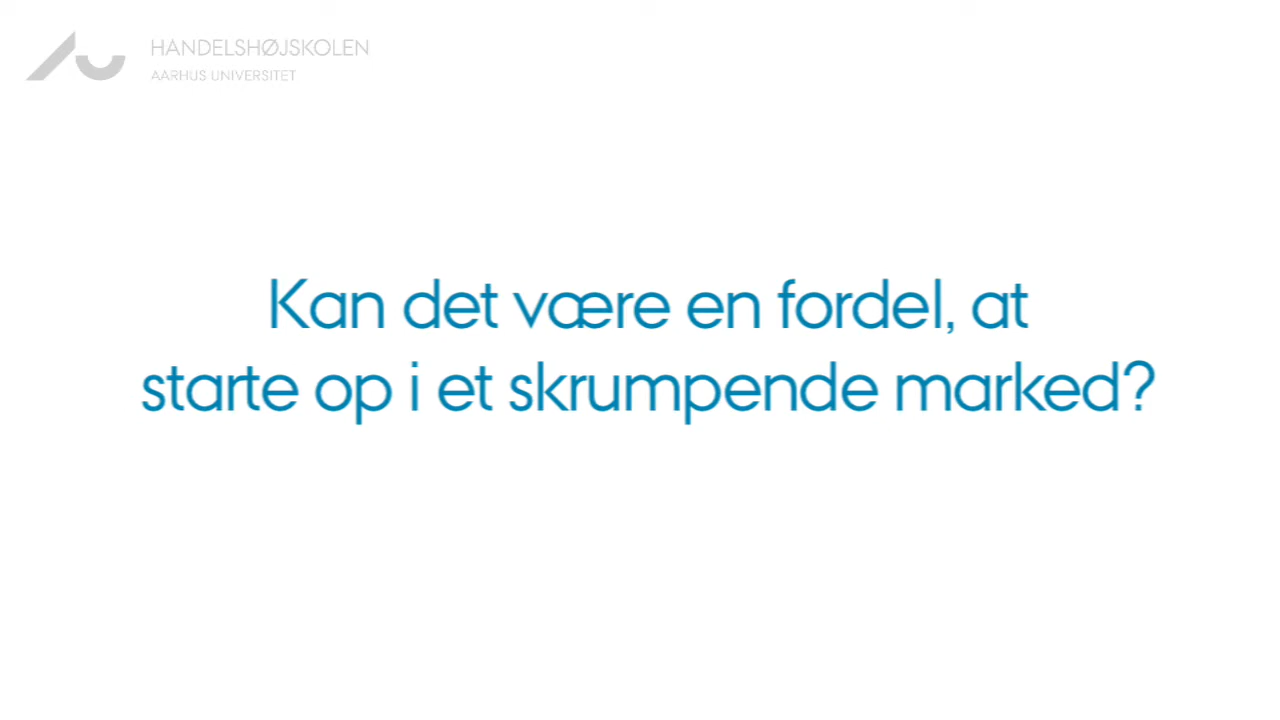 HANDELSHØJSKOLEN
AARHUS UNIVERSITET
Kan det være en fordel, at
starte op i et skrumpende marked?